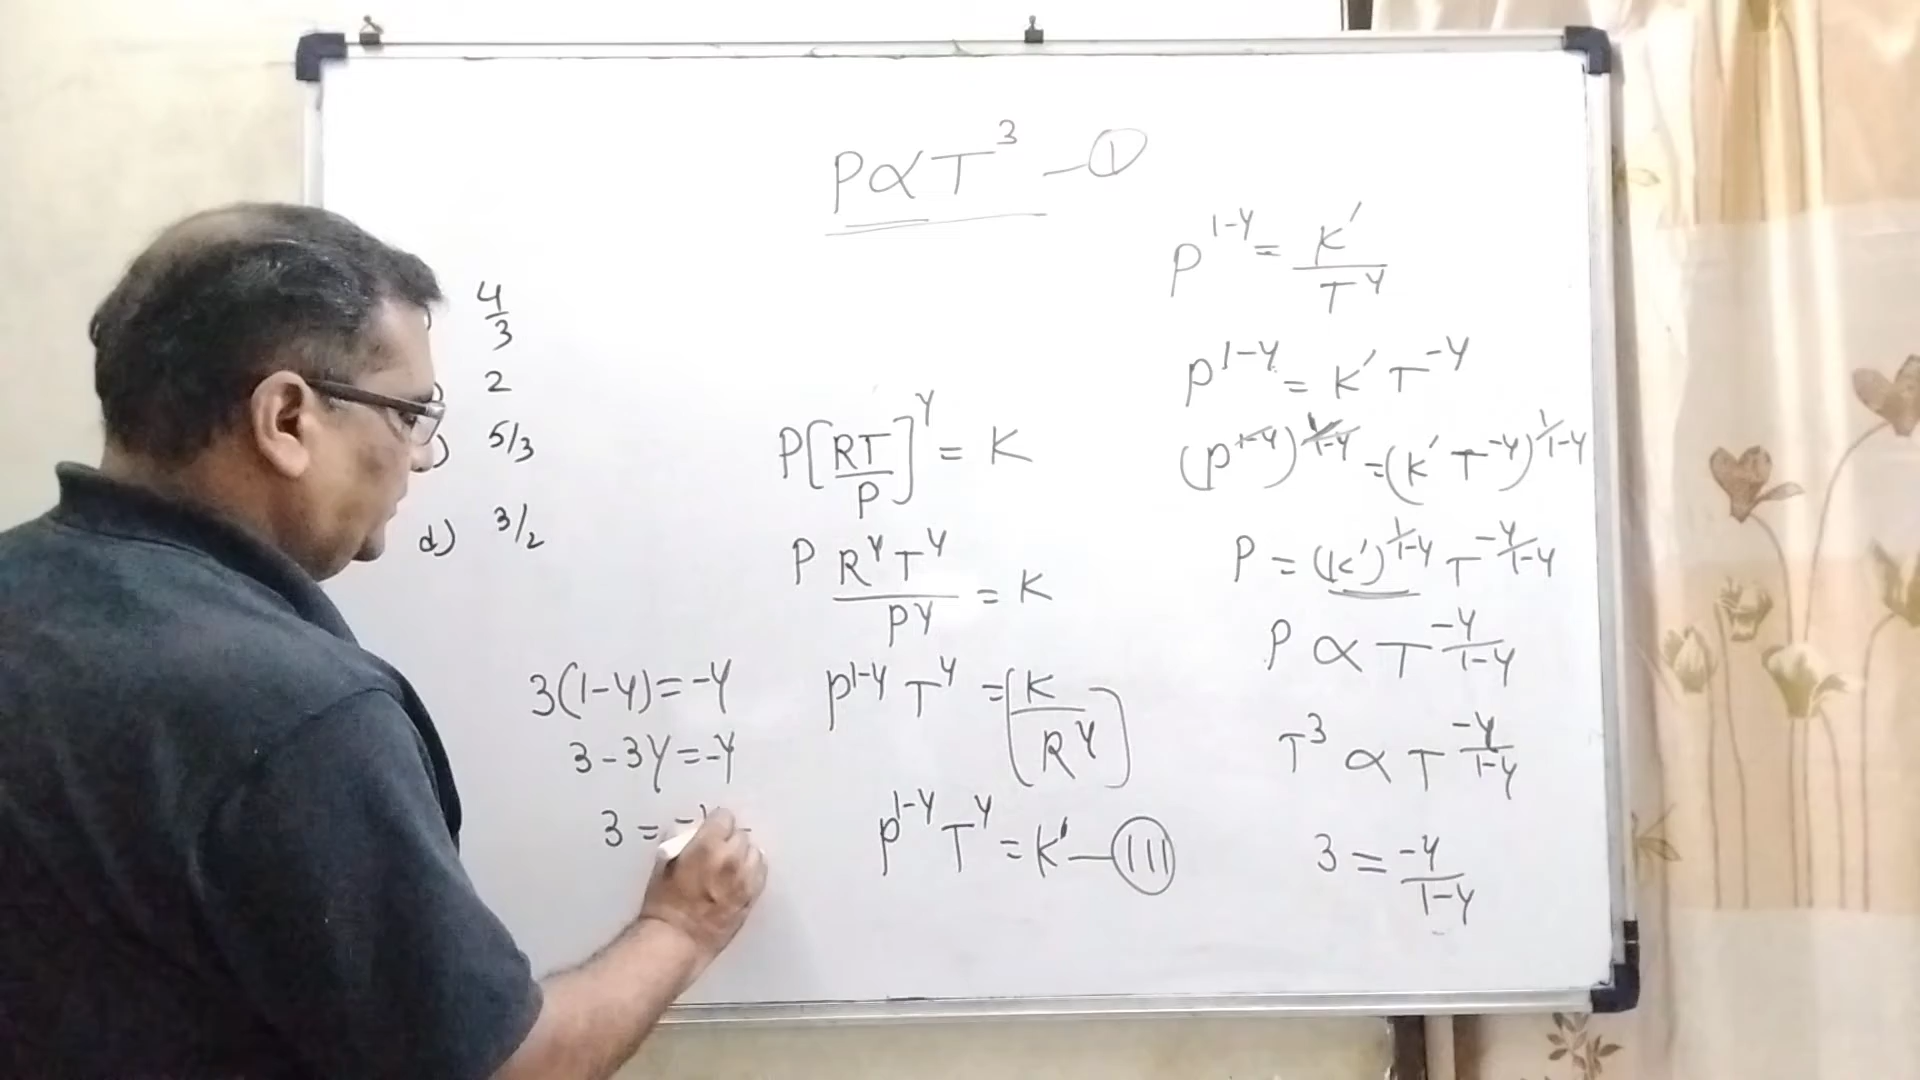 P∝T³ —①
4/3
2
5/3
d) 3/2
3(1-γ)=-γ
3-3γ=-γ
3=-
P[RT/P]^γ = K
P R^γ T^γ / P^γ = K
P^1-γ T^γ = (K/R^γ)
P^1-γ T^γ = K' —(III)
P^1-γ = K'/T^γ
P^1-γ = K' T^-γ
(P^1-γ)^1/1-γ = (K' T^-γ)^1/1-γ
P = (K')^1/1-γ T^-γ/1-γ
P ∝ T^-γ/1-γ
T³ ∝ T^-γ/1-γ
3 = -γ/1-γ